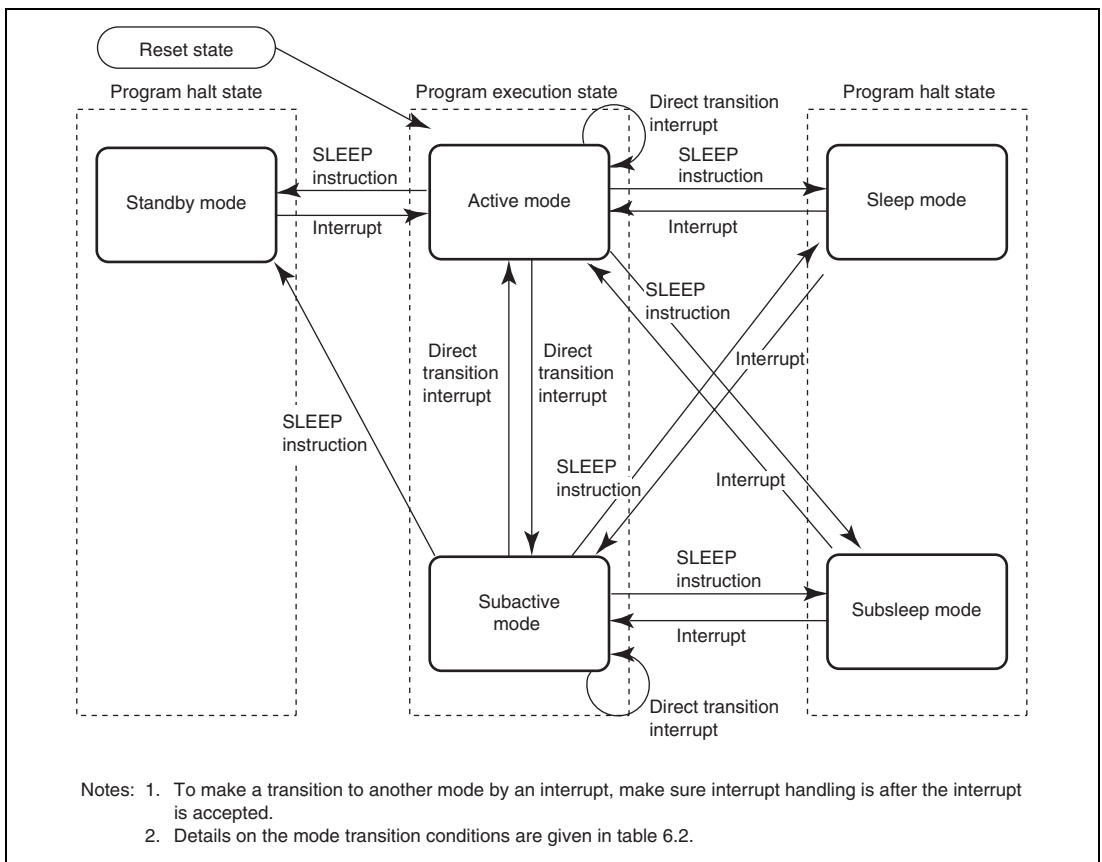 Reset state
Program halt state
Program execution state
Program halt state
Direct transition
interrupt
SLEEP
instruction
SLEEP
instruction
Standby mode
Active mode
Sleep mode
Interrupt
Interrupt
SLEEP
instruction
Direct
transition
interrupt
Direct
transition
interrupt
Interrupt
SLEEP
instruction
SLEEP
instruction
Interrupt
SLEEP
instruction
Subactive
mode
Subsleep mode
Interrupt
Direct transition
interrupt
Notes: 1. To make a transition to another mode by an interrupt, make sure interrupt handling is after the interrupt
is accepted.
2. Details on the mode transition conditions are given in table 6.2.